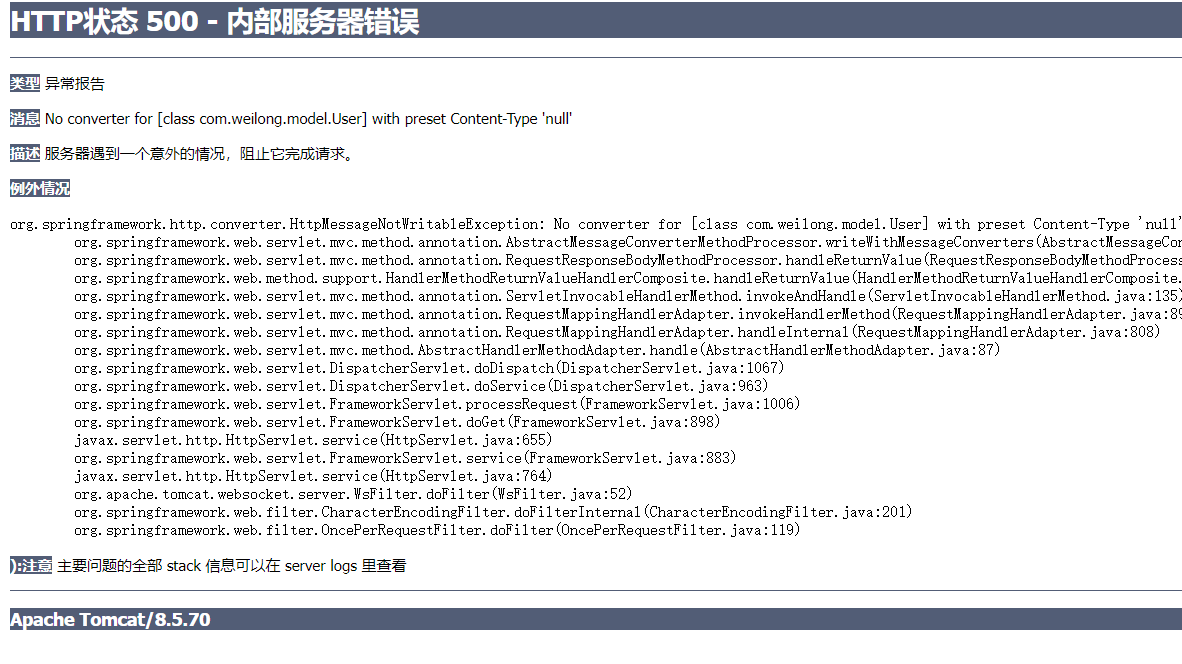 HTTP状态 500 - 内部服务器错误
类型 异常报告
消息 No converter for [class com.weilong.model.User] with preset Content-Type 'null'
描述 服务器遇到一个意外的情况，阻止它完成请求。
例外情况
org.springframework.http.converter.HttpMessageNotWritableException: No converter for [class com.weilong.model.User] with preset Content-Type 'null'
org.springframework.web.servlet.mvc.method.annotation.AbstractMessageConverterMethodProcessor.writeWithMessageConverters(AbstractMessageCon
org.springframework.web.servlet.mvc.method.annotation.RequestResponseBodyMethodProcessor.handleReturnValue(RequestResponseBodyMethodProcess
org.springframework.web.method.support.HandlerMethodReturnValueHandlerComposite.handleReturnValue(HandlerMethodReturnValueHandlerComposite.
org.springframework.web.servlet.mvc.method.annotation.ServletInvocableHandlerMethod.invokeAndHandle(ServletInvocableHandlerMethod.java:135)
org.springframework.web.servlet.mvc.method.annotation.RequestMappingHandlerAdapter.invokeHandlerMethod(RequestMappingHandlerAdapter.java:89
org.springframework.web.servlet.mvc.method.annotation.RequestMappingHandlerAdapter.handleInternal(RequestMappingHandlerAdapter.java:808)
org.springframework.web.servlet.mvc.method.AbstractHandlerMethodAdapter.handle(AbstractHandlerMethodAdapter.java:87)
org.springframework.web.servlet.DispatcherServlet.doDispatch(DispatcherServlet.java:1067)
org.springframework.web.servlet.DispatcherServlet.doService(DispatcherServlet.java:963)
org.springframework.web.servlet.FrameworkServlet.processRequest(FrameworkServlet.java:1006)
org.springframework.web.servlet.FrameworkServlet.doGet(FrameworkServlet.java:898)
javax.servlet.http.HttpServlet.service(HttpServlet.java:655)
org.springframework.web.servlet.FrameworkServlet.service(FrameworkServlet.java:883)
javax.servlet.http.HttpServlet.service(HttpServlet.java:764)
org.apache.tomcat.websocket.server.WsFilter.doFilter(WsFilter.java:52)
org.springframework.web.filter.CharacterEncodingFilter.doFilterInternal(CharacterEncodingFilter.java:201)
org.springframework.web.filter.OncePerRequestFilter.doFilter(OncePerRequestFilter.java:119)
):注意 主要问题的全部 stack 信息可以在 server logs 里查看
Apache Tomcat/8.5.70